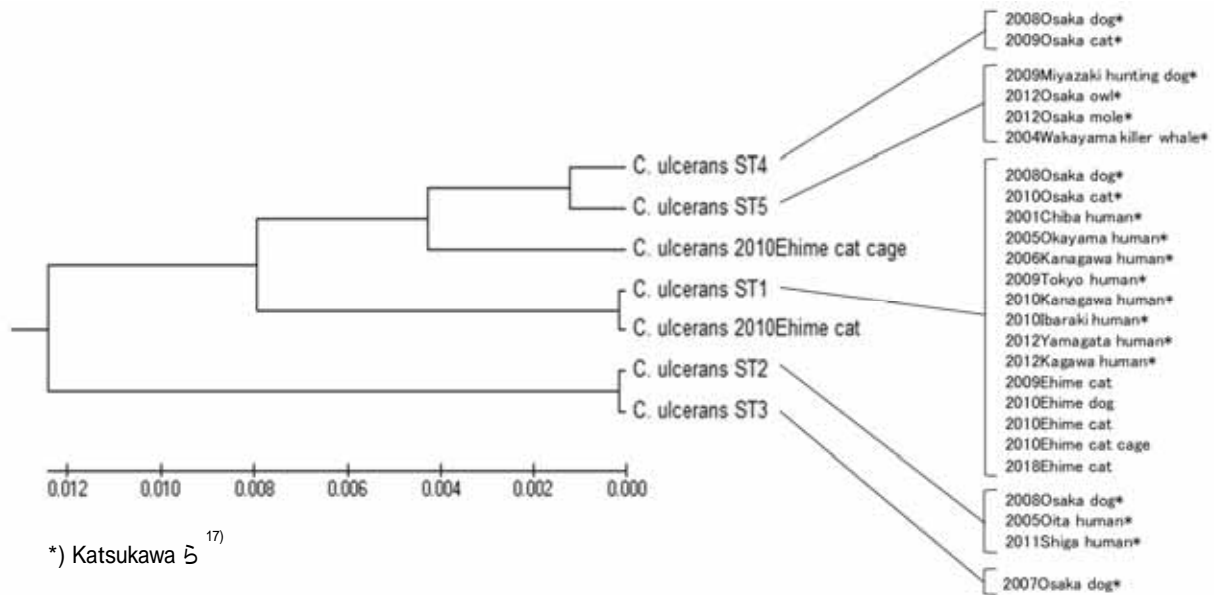 2008Osaka dog*
2009Osaka cat*
2009Miyazaki hunting dog*
2012Osaka owl*
2012Osaka mole*
2004Wakayama killer whale*
C. ulcerans ST4
C. ulcerans ST5
C. ulcerans 2010Ehime cat cage
C. ulcerans ST1
C. ulcerans 2010Ehime cat
C. ulcerans ST2
C. ulcerans ST3
2008Osaka dog*
2010Osaka cat*
2001Chiba human*
2005Okayama human*
2006Kanagawa human*
2009Tokyo human*
2010Kanagawa human*
2010Ibaraki human*
2012Yamagata human*
2012Kagawa human*
2009Ehime cat
2010Ehime dog
2010Ehime cat
2010Ehime cat cage
2018Ehime cat
2008Osaka dog*
2005Oita human*
2011Shiga human*
2007Osaka dog*
0.012 0.010 0.008 0.006 0.004 0.002 0.000
*) Katsukawa ら 17)